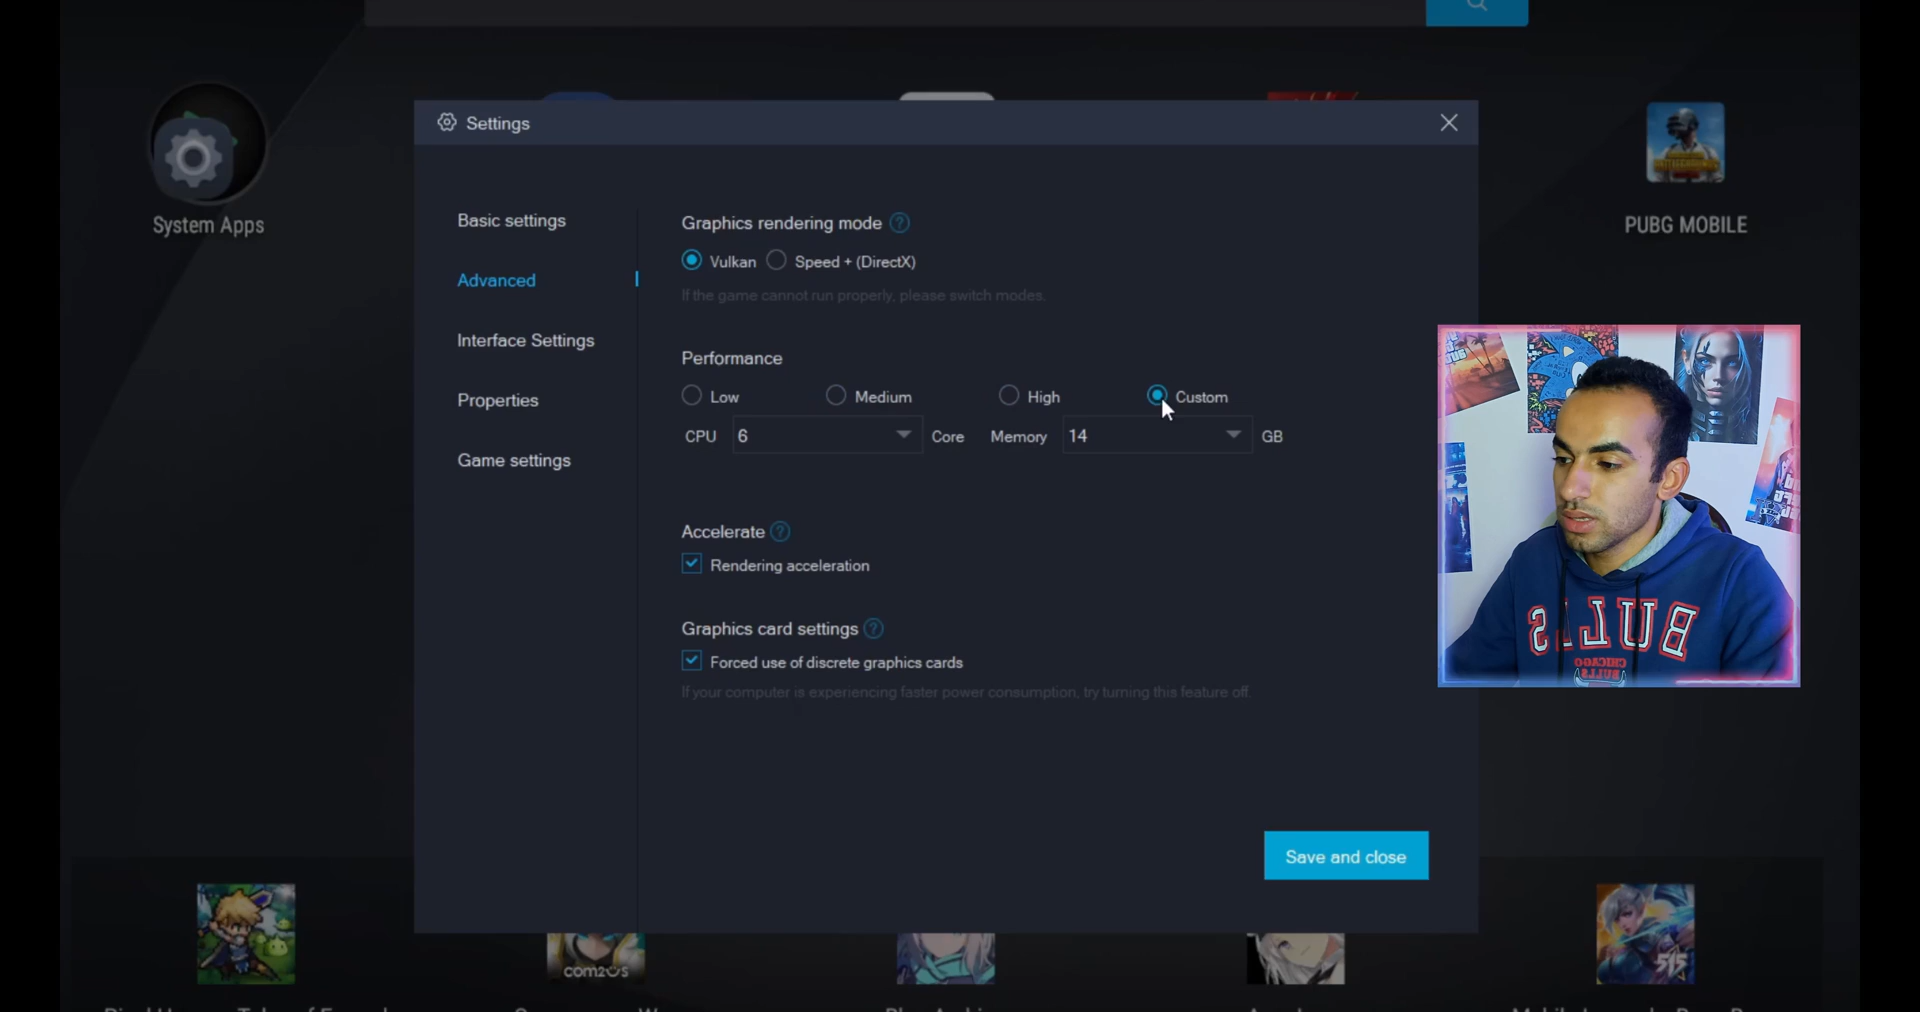 Settings
System Apps
PUBG MOBILE
Basic settings
Advanced
Interface Settings
Properties
Game settings
Graphics rendering mode ?
Vulkan Speed + (DirectX)
If the game cannot run properly, please switch modes.
Performance
Low Medium High Custom
CPU 6 Core Memory 14 GB
Accelerate ?
Rendering acceleration
Graphics card settings ?
Forced use of discrete graphics cards
If your computer is experiencing faster power consumption, try turning this feature off.
Save and close
BULLS
CHICAGO
BULLS
com2us
515